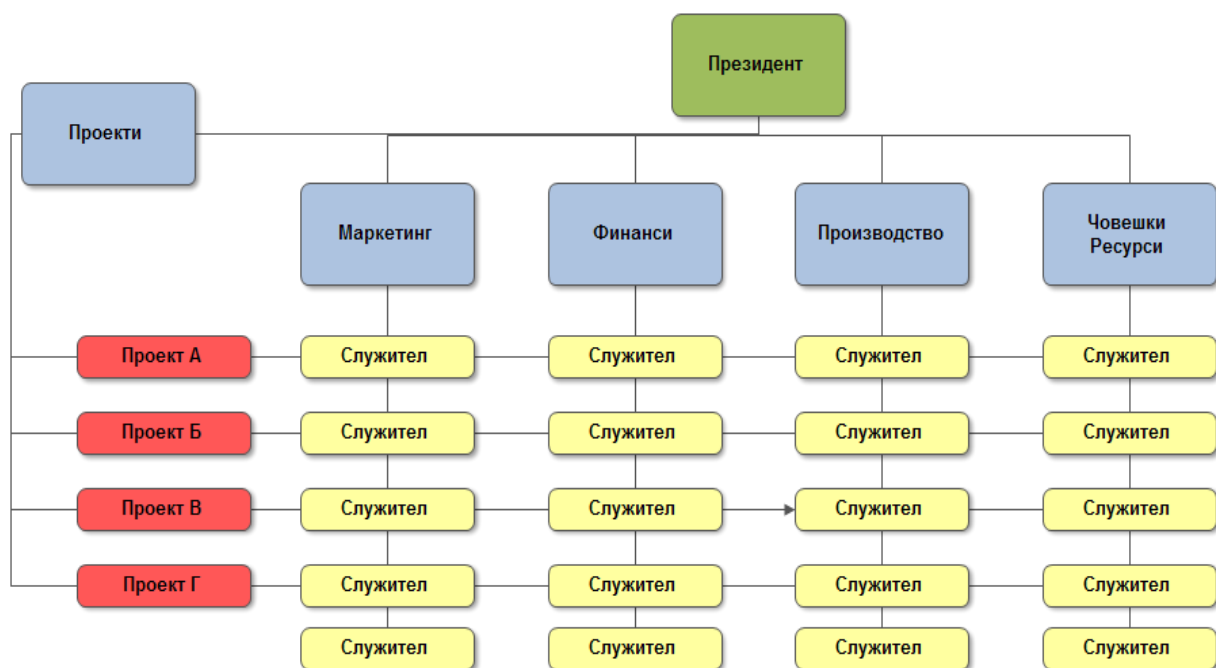 Президент
Проекти
Маркетинг
Финанси
Производство
Човешки
Ресурси
Проект А
Служител
Служител
Служител
Служител
Проект Б
Служител
Служител
Служител
Служител
Проект В
Служител
Служител
Служител
Служител
Проект Г
Служител
Служител
Служител
Служител
Служител
Служител
Служител
Служител